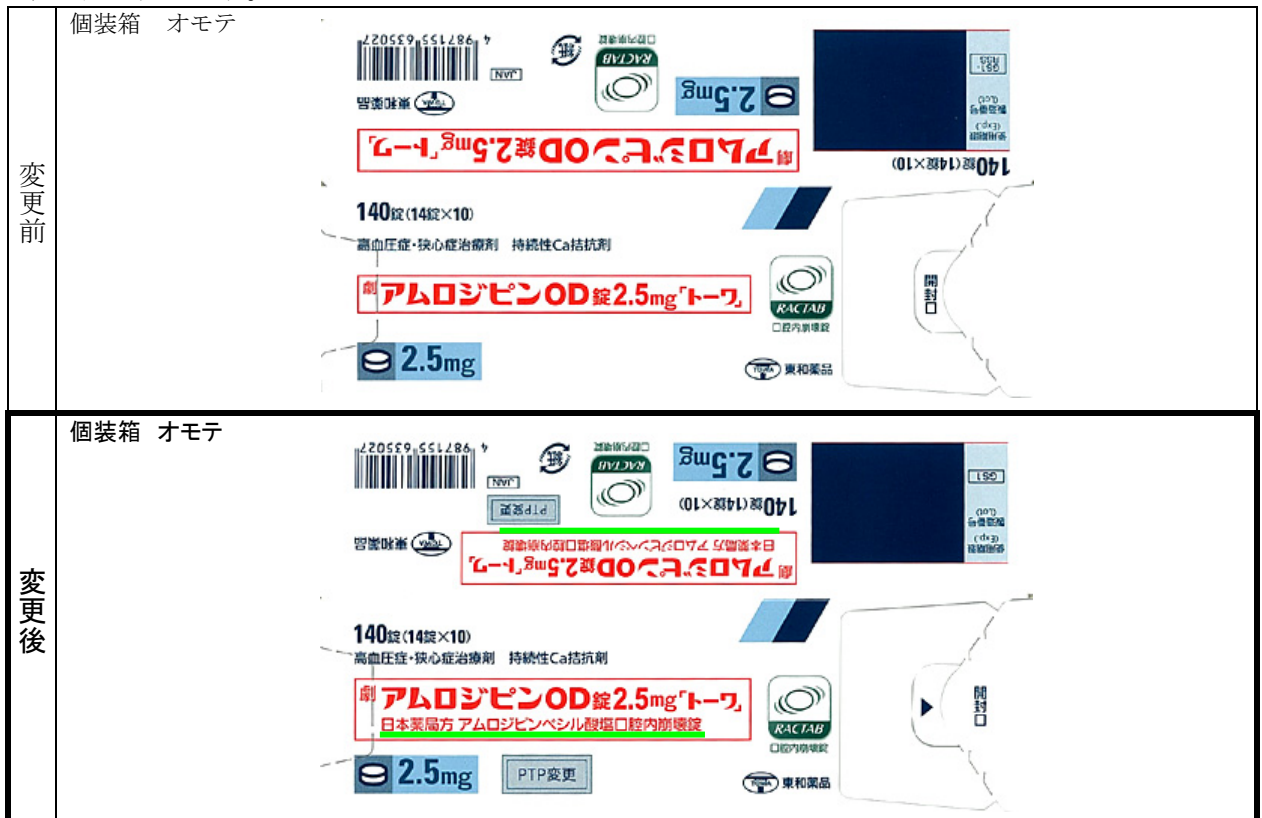 変更前
個装箱 オモテ
4 987155 635027
JAN
紙
口腔内崩壊錠
RACTAB
2.5mg
GS1-RSS
製造番号
(Lot)
使用期限
(Exp.)
東和薬品
TOWA
劇 アムロジピンOD錠2.5mg「トーワ」
140錠(14錠×10)
140錠(14錠×10)
高血圧症・狭心症治療剤 持続性Ca拮抗剤
劇 アムロジピンOD錠2.5mg「トーワ」
RACTAB
口腔内崩壊錠
開封口
2.5mg
TOWA 東和薬品
変更後
個装箱 オモテ
4 987155 635027
JAN
紙
口腔内崩壊錠
RACTAB
2.5mg
GS1
PTP変更
140錠(14錠×10)
製造番号
(Lot)
使用期限
(Exp.)
東和薬品
TOWA
日本薬局方 アムロジピンベシル酸塩口腔内崩壊錠
劇 アムロジピンOD錠2.5mg「トーワ」
140錠(14錠×10)
高血圧症・狭心症治療剤 持続性Ca拮抗剤
劇 アムロジピンOD錠2.5mg「トーワ」
日本薬局方 アムロジピンベシル酸塩口腔内崩壊錠
RACTAB
口腔内崩壊錠
開封口
2.5mg
PTP変更
TOWA 東和薬品